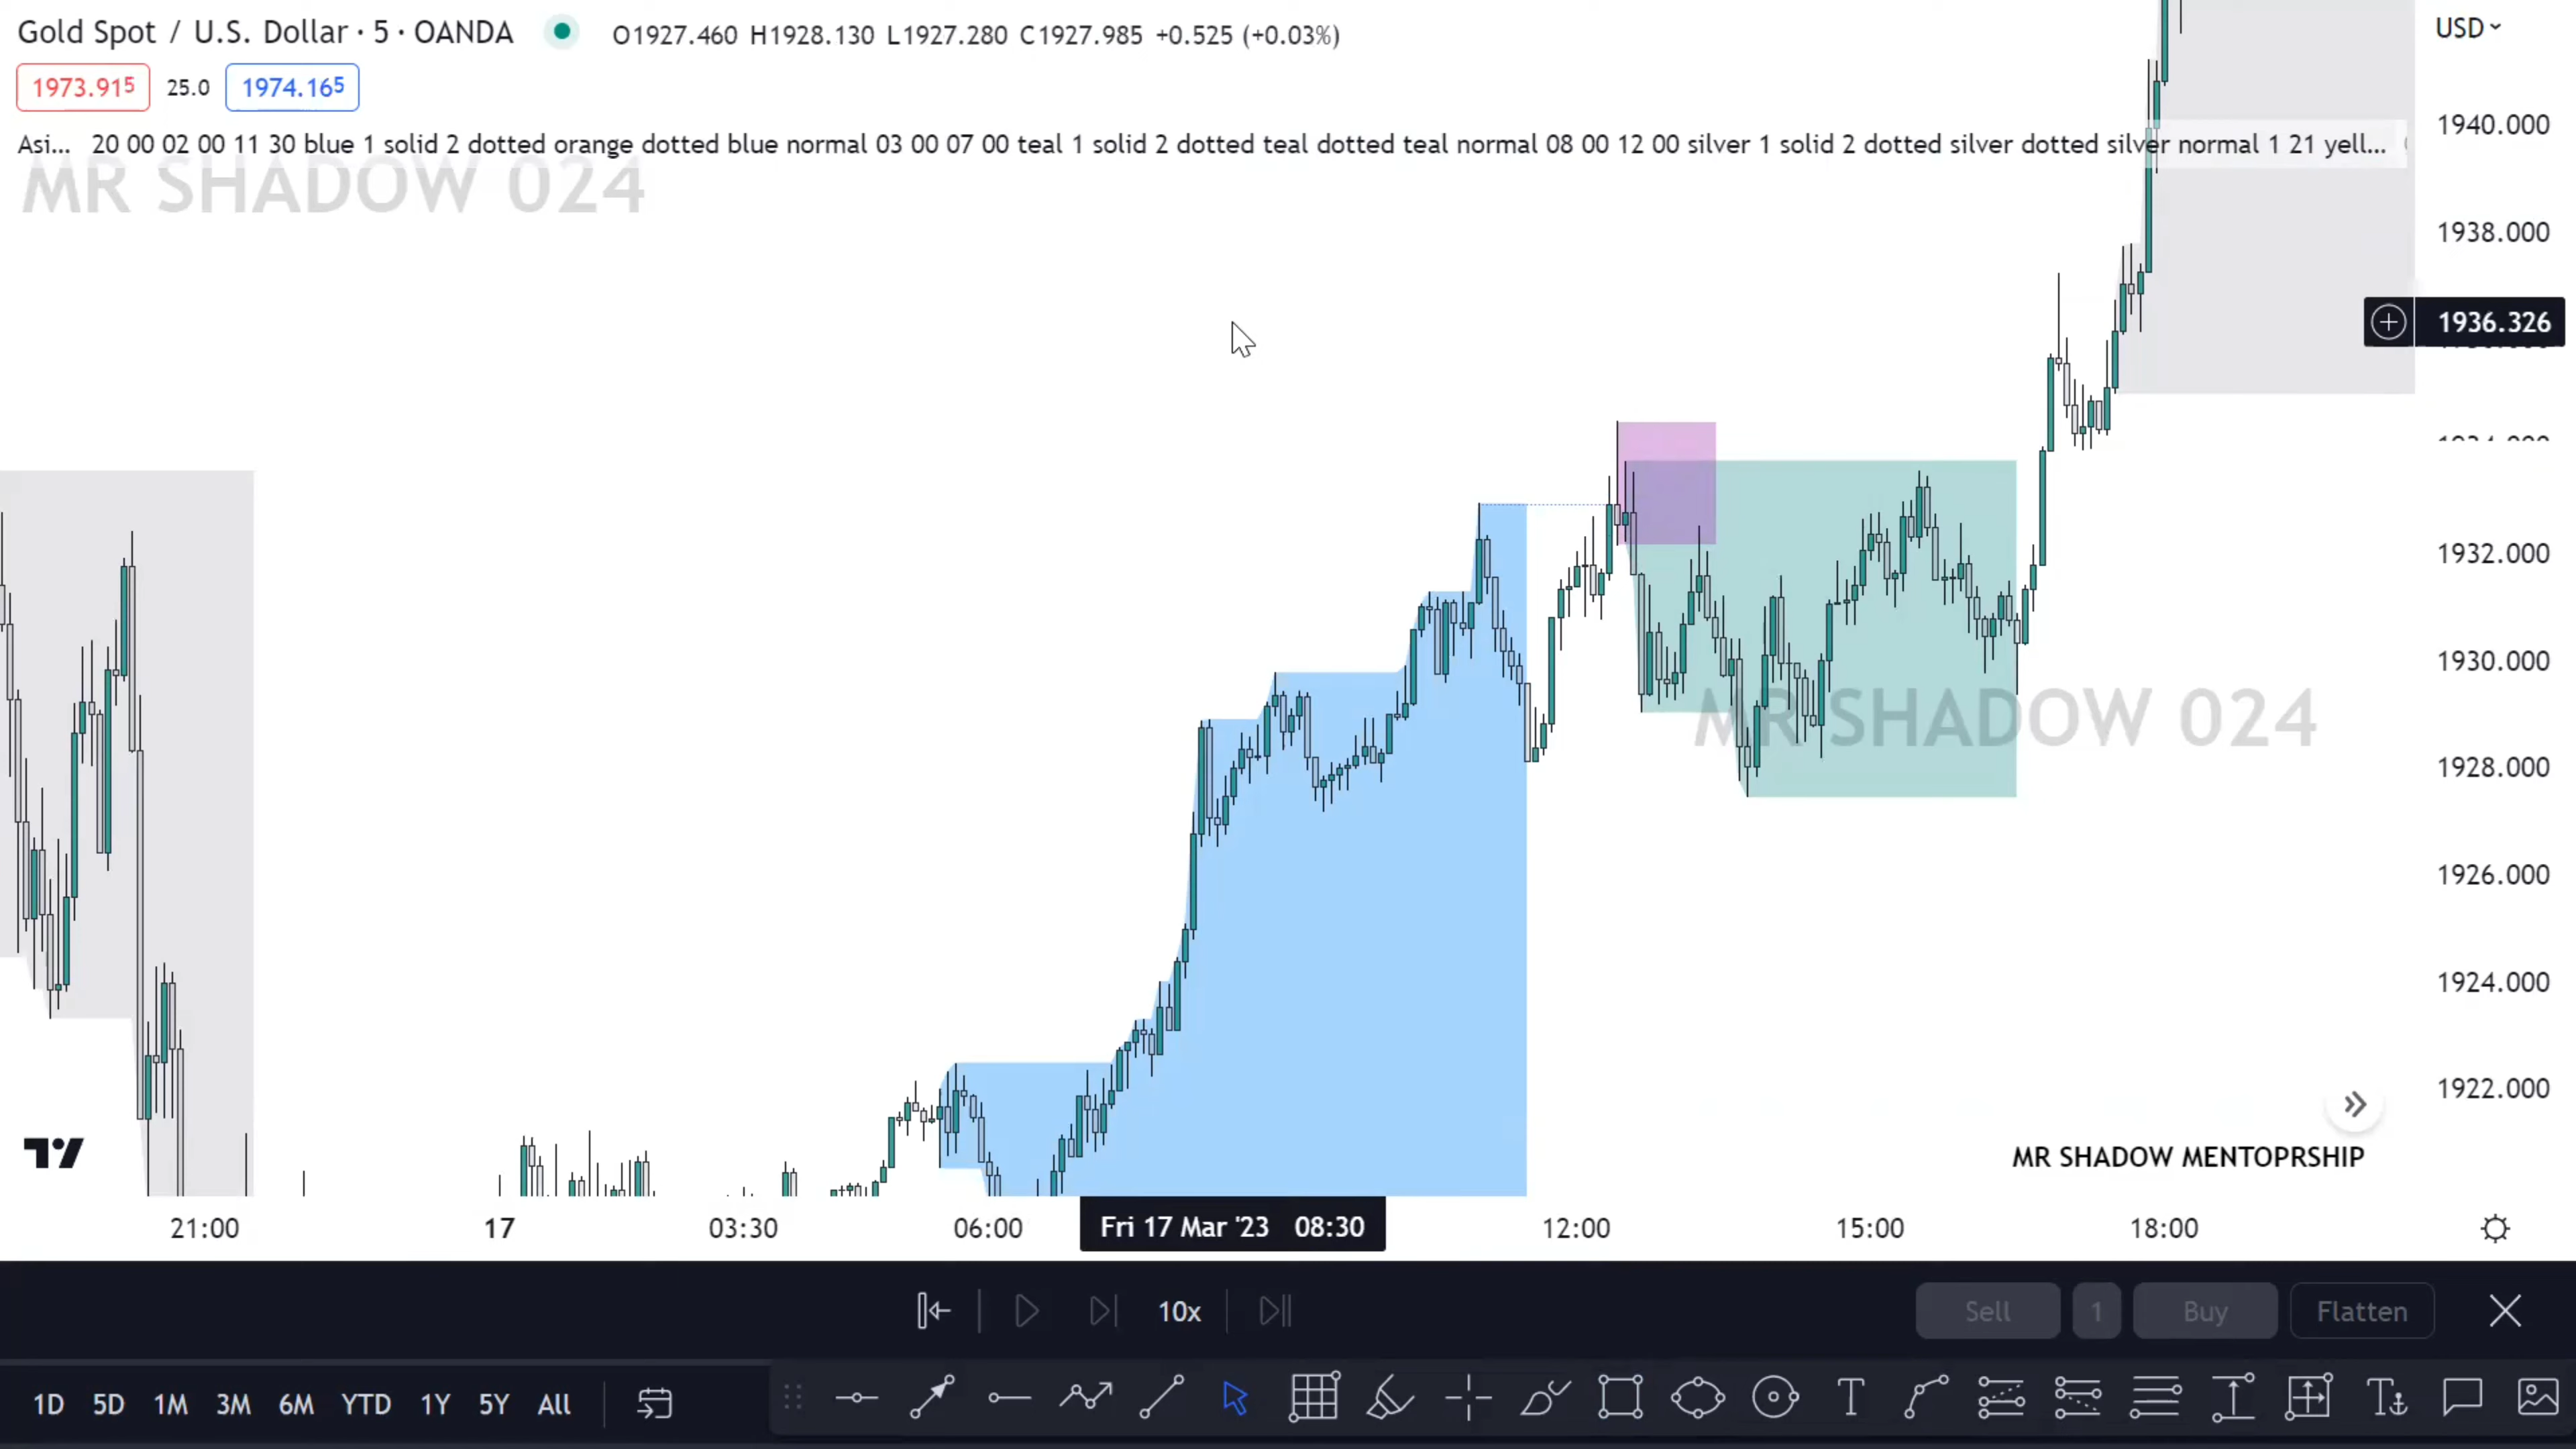 Gold Spot / U.S. Dollar · 5 · OANDA O1927.460 H1928.130 L1927.280 C1927.985 +0.525 (+0.03%)
USD
1973.915 25.0 1974.165
Asi... 20 00 02 00 11 30 blue 1 solid 2 dotted orange dotted blue normal 03 00 07 00 teal 1 solid 2 dotted teal dotted teal normal 08 00 12 00 silver 1 solid 2 dotted silver dotted silver normal 1 21 yell...
MR SHADOW 024
1940.000
1938.000
1936.326
1932.000
1930.000
MR SHADOW 024
1928.000
1926.000
1924.000
1922.000
MR SHADOW MENTOPRSHIP
21:00 17 03:30 06:00 Fri 17 Mar '23 08:30 12:00 15:00 18:00
10x Sell 1 Buy Flatten
1D 5D 1M 3M 6M YTD 1Y 5Y All